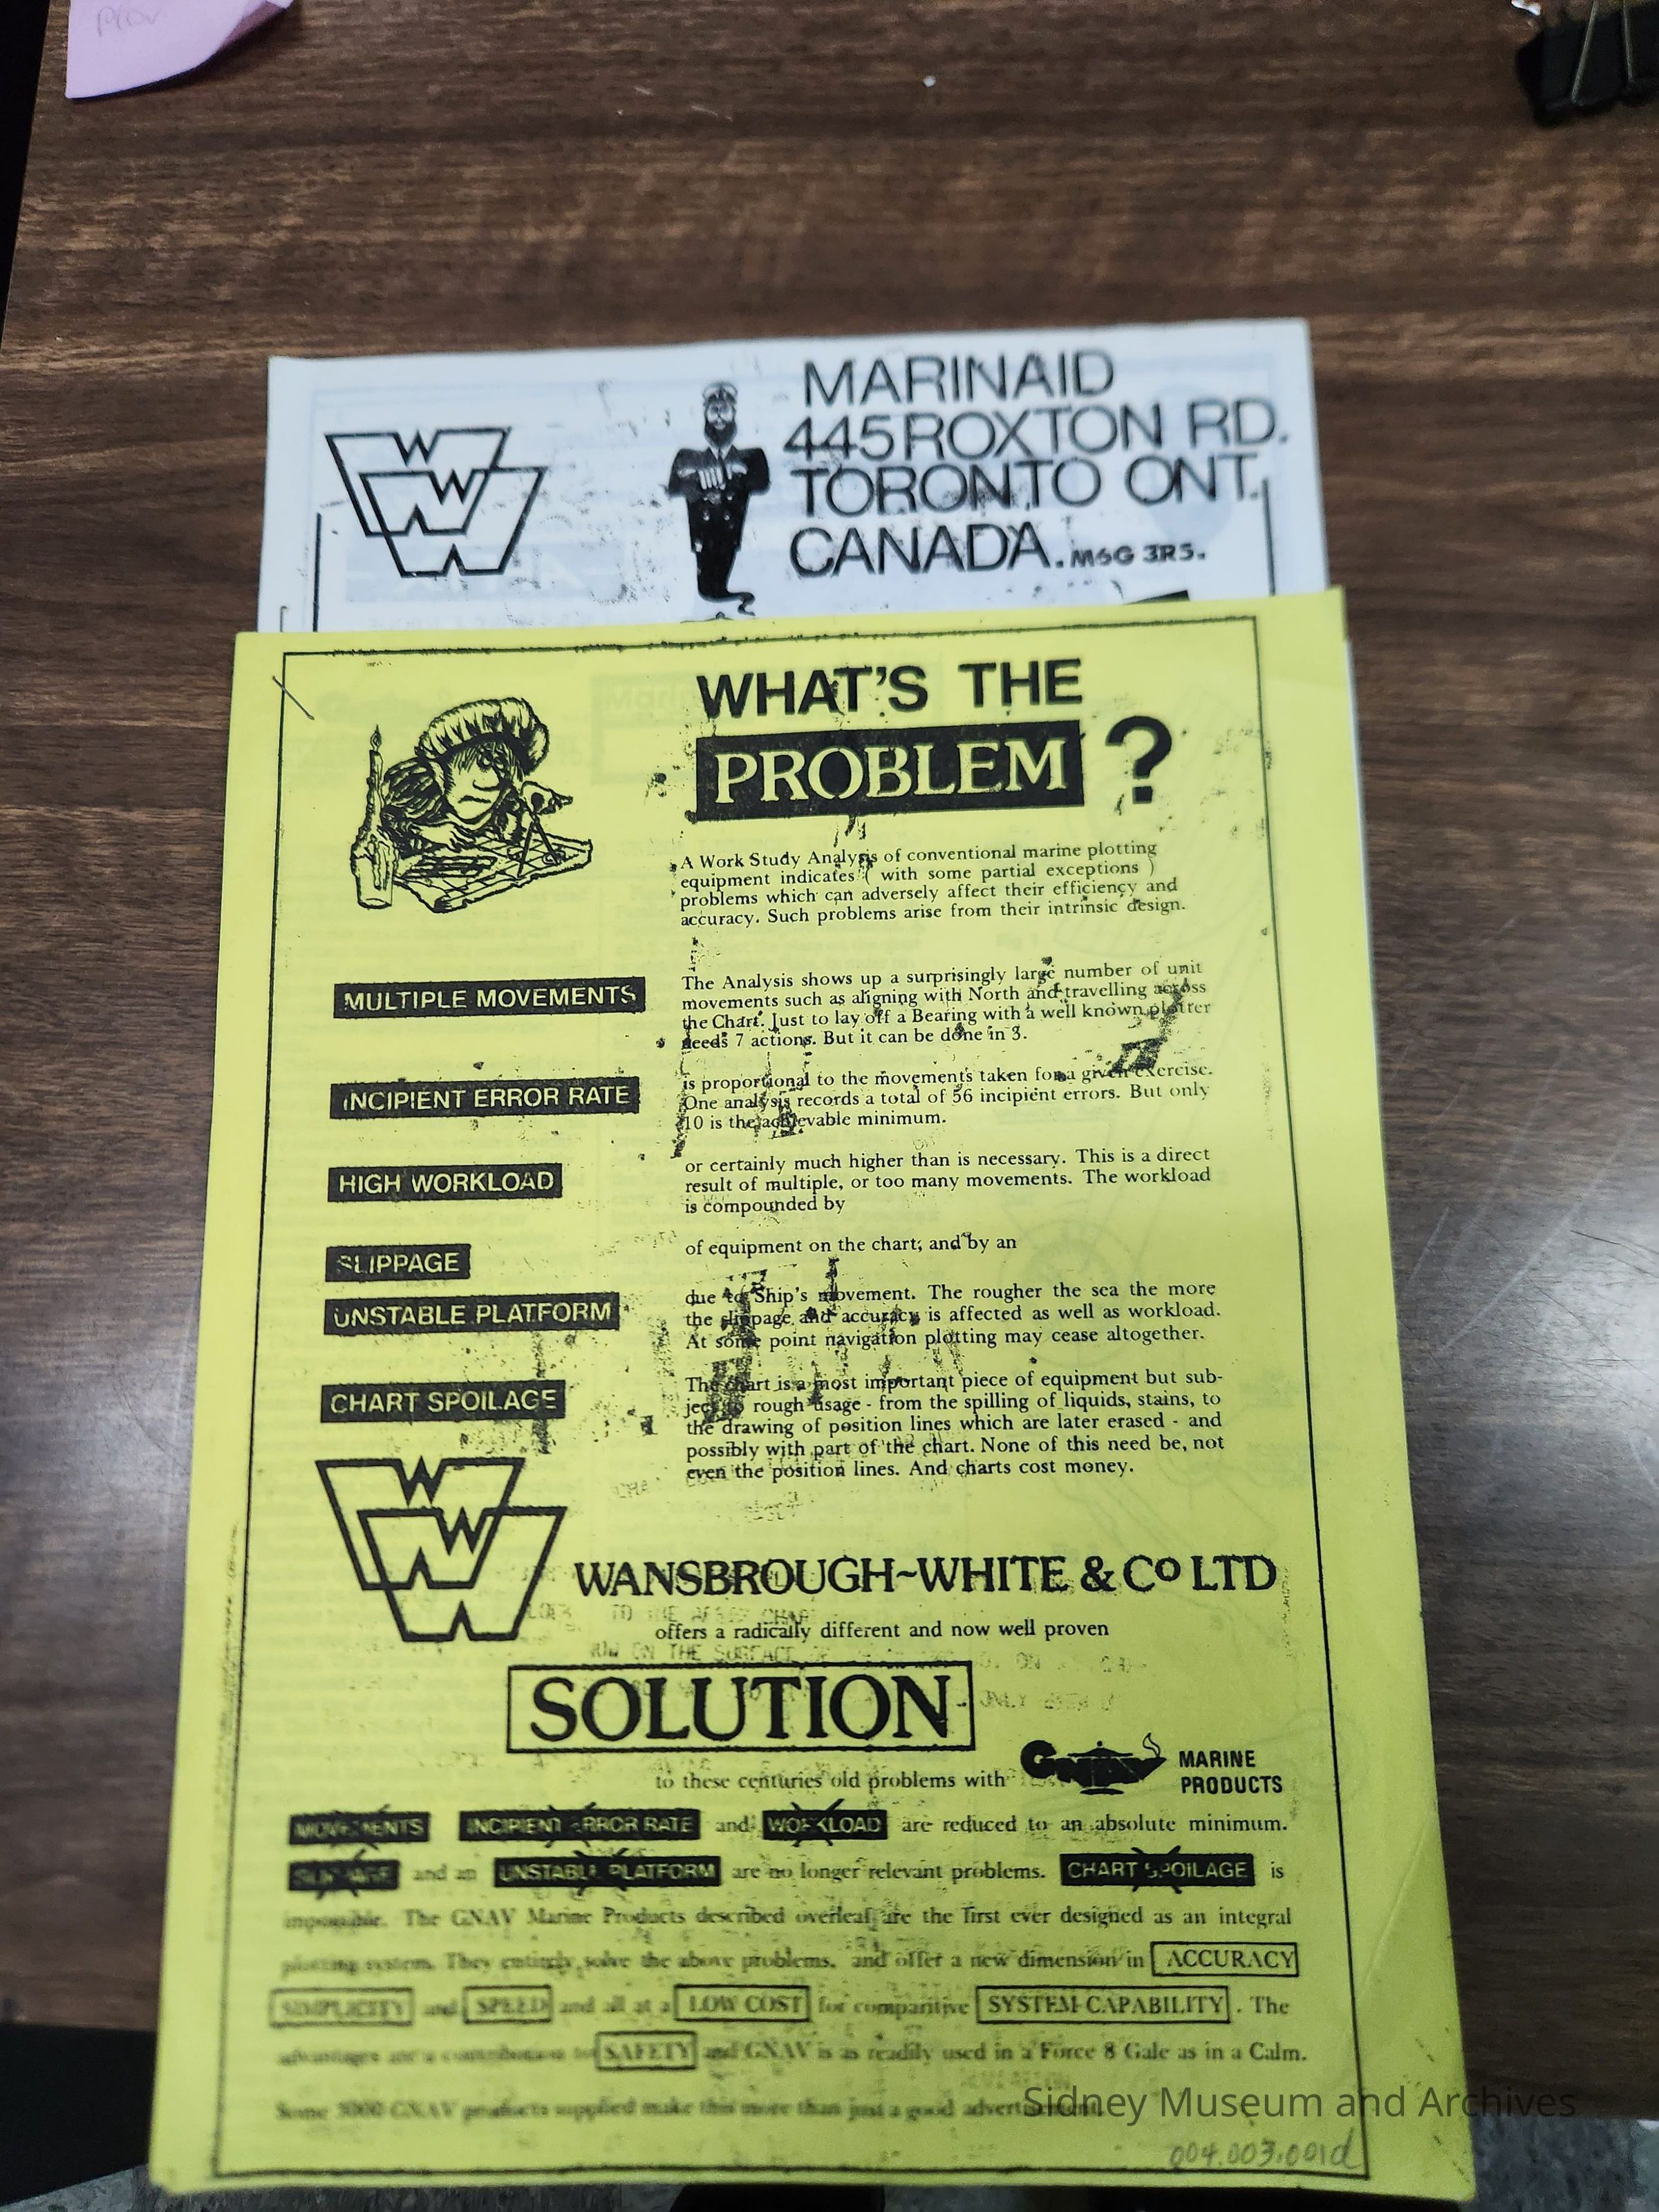 MARINAID
445 ROXTON RD.
TORONTO ONT.
CANADA. M6G 3R5.
W
W
W
WHAT'S THE
PROBLEM ?
A Work Study Analysis of conventional marine plotting
equipment indicates ( with some partial exceptions )
problems which can adversely affect their efficiency and
accuracy. Such problems arise from their intrinsic design.
MULTIPLE MOVEMENTS
The Analysis shows up a surprisingly large number of unit
movements such as aligning with North and travelling across
the Chart. Just to lay off a Bearing with a well known plotter
needs 7 actions. But it can be done in 3.
INCIPIENT ERROR RATE
is proportional to the movements taken for a given exercise.
One analysis records a total of 56 incipient errors. But only
10 is the achievable minimum.
HIGH WORKLOAD
or certainly much higher than is necessary. This is a direct
result of multiple, or too many movements. The workload
is compounded by
SLIPPAGE
of equipment on the chart; and by an
UNSTABLE PLATFORM
due to Ship's movement. The rougher the sea the more
the slippage and accuracy is affected as well as workload.
At some point navigation plotting may cease altogether.
CHART SPOILAGE
The chart is a most important piece of equipment but sub-
ject to rough usage - from the spilling of liquids, stains, to
the drawing of position lines which are later erased - and
possibly with part of the chart. None of this need be, not
even the position lines. And charts cost money.
W
W
W
WANSBROUGH~WHITE & Co LTD
offers a radically different and now well proven
SOLUTION
to these centuries old problems with GNAV MARINE PRODUCTS
MOVEMENTS INCIPIENT ERROR RATE and WORKLOAD are reduced to an absolute minimum.
SLIPPAGE and an UNSTABLE PLATFORM are no longer relevant problems. CHART SPOILAGE is
impossible. The GNAV Marine Products described overleaf are the first ever designed as an integral
plotting system. They entirely solve the above problems, and offer a new dimension in ACCURACY
SIMPLICITY and SPEED and all at a LOW COST for comparitive SYSTEM CAPABILITY . The
advantages are a contribution to SAFETY and GNAV is as readily used in a Force 8 Gale as in a Calm.
Some 5000 GNAV products supplied make this more than just a good advertisement.
Sidney Museum and Archives
004.003.001d